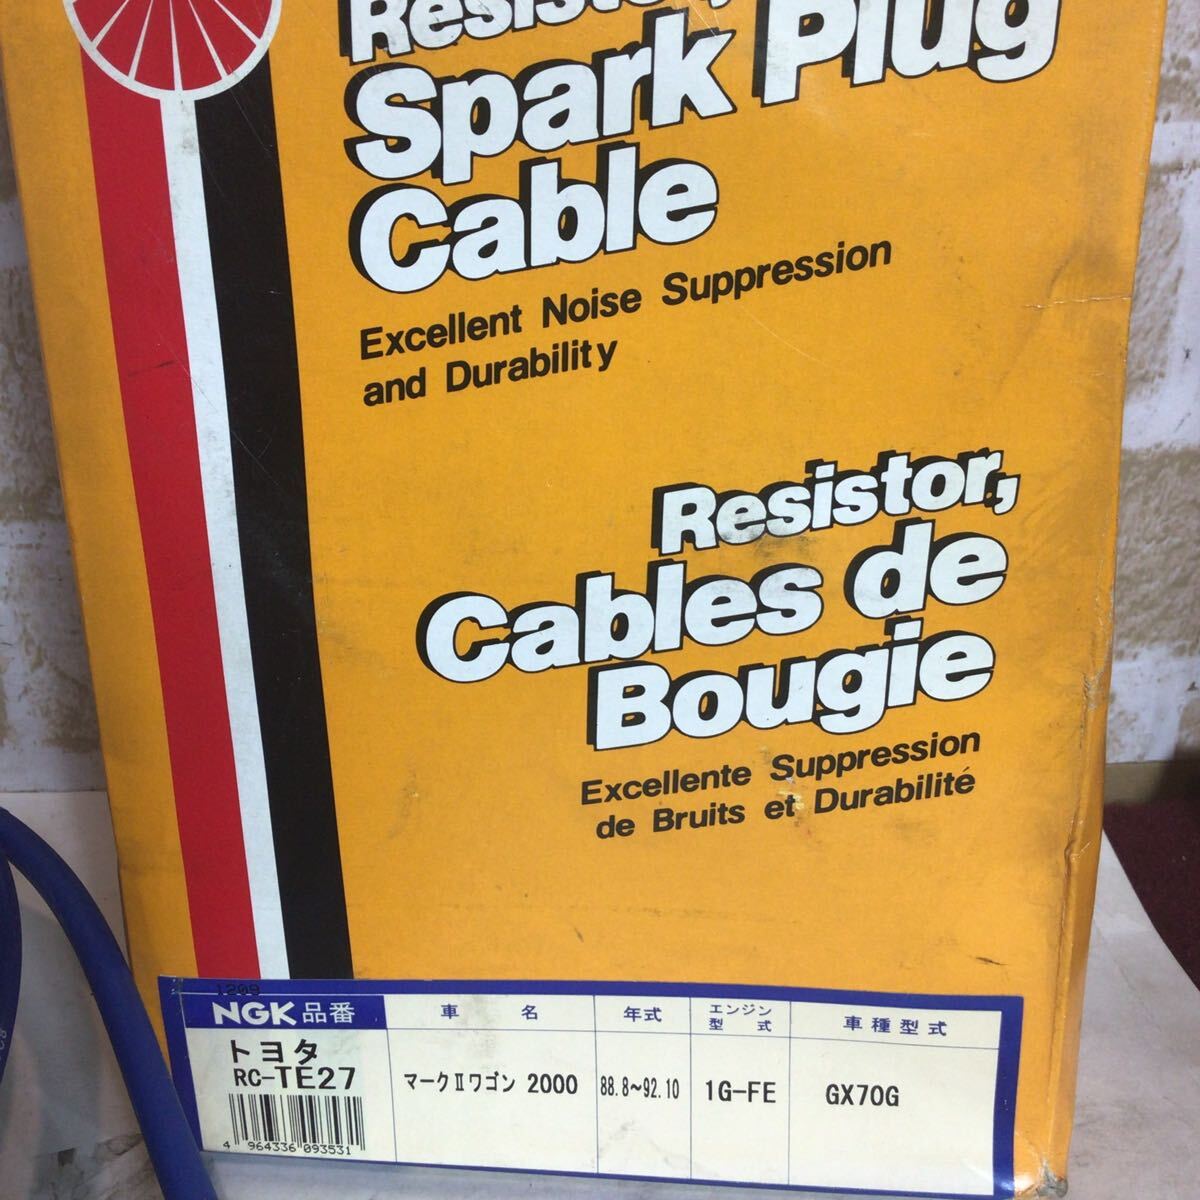 Resistor,
Spark Plug
Cable
Excellent Noise Suppression
and Durability
Resistor,
Cables de
Bougie
Excellente Suppression
de Bruits et Durabilité
1209
NGK品番
車名
年式
エンジン型式
車種型式
トヨタ
RC-TE27
マークⅡワゴン 2000
88.8~92.10
1G-FE
GX70G
4 964336 093531